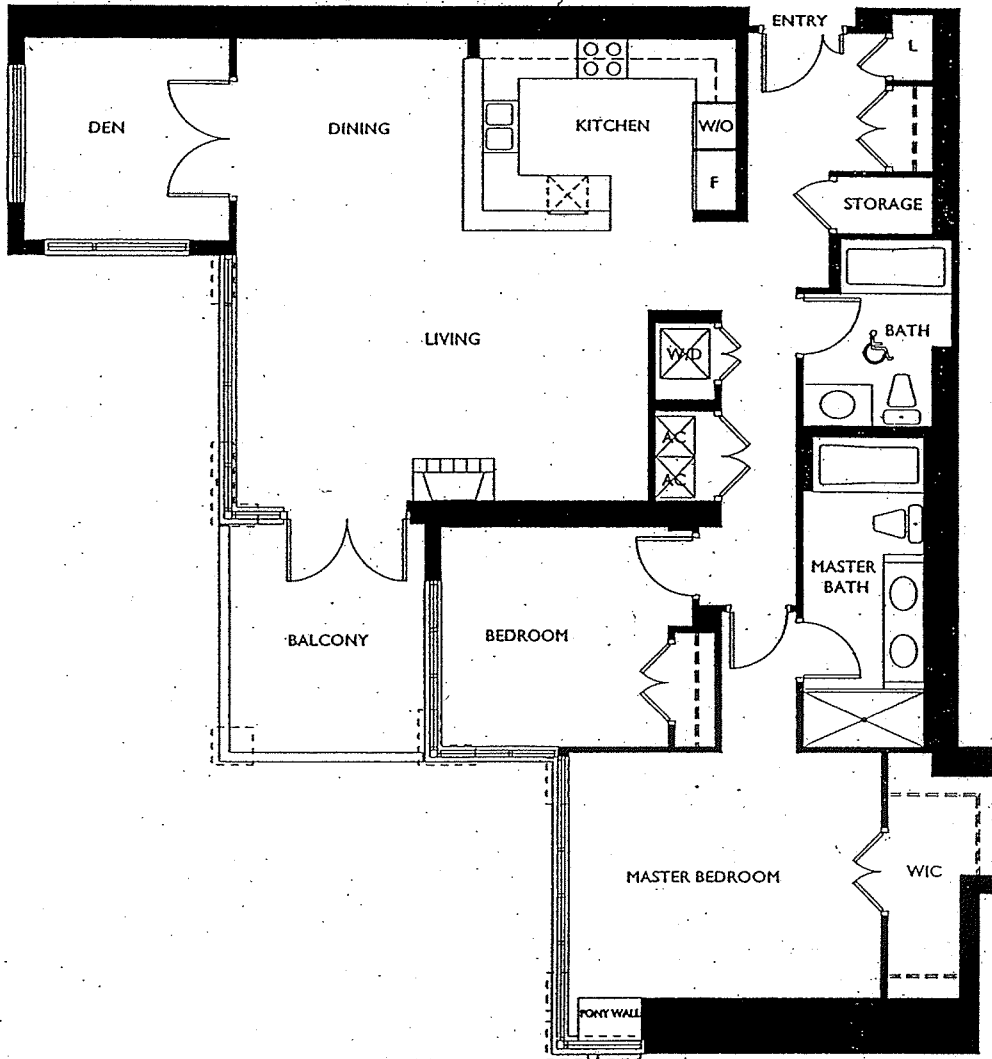 ENTRY
L
DEN
DINING
KITCHEN
W/O
F
STORAGE
LIVING
W/D
BATH
AC
AC
MASTER
BATH
BALCONY
BEDROOM
MASTER BEDROOM
WIC
PONY WALL